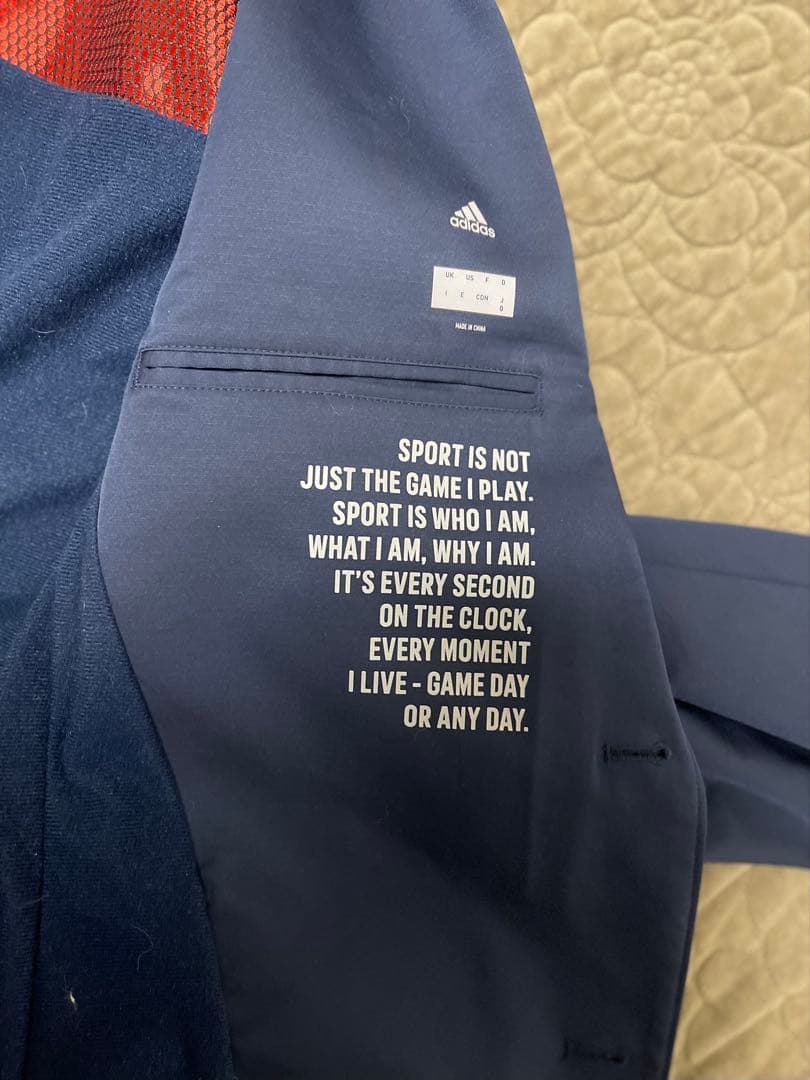 adidas
UK US F D
I E CDN J
0
MADE IN CHINA
SPORT IS NOT
JUST THE GAME I PLAY.
SPORT IS WHO I AM,
WHAT I AM, WHY I AM.
IT'S EVERY SECOND
ON THE CLOCK,
EVERY MOMENT
I LIVE - GAME DAY
OR ANY DAY.